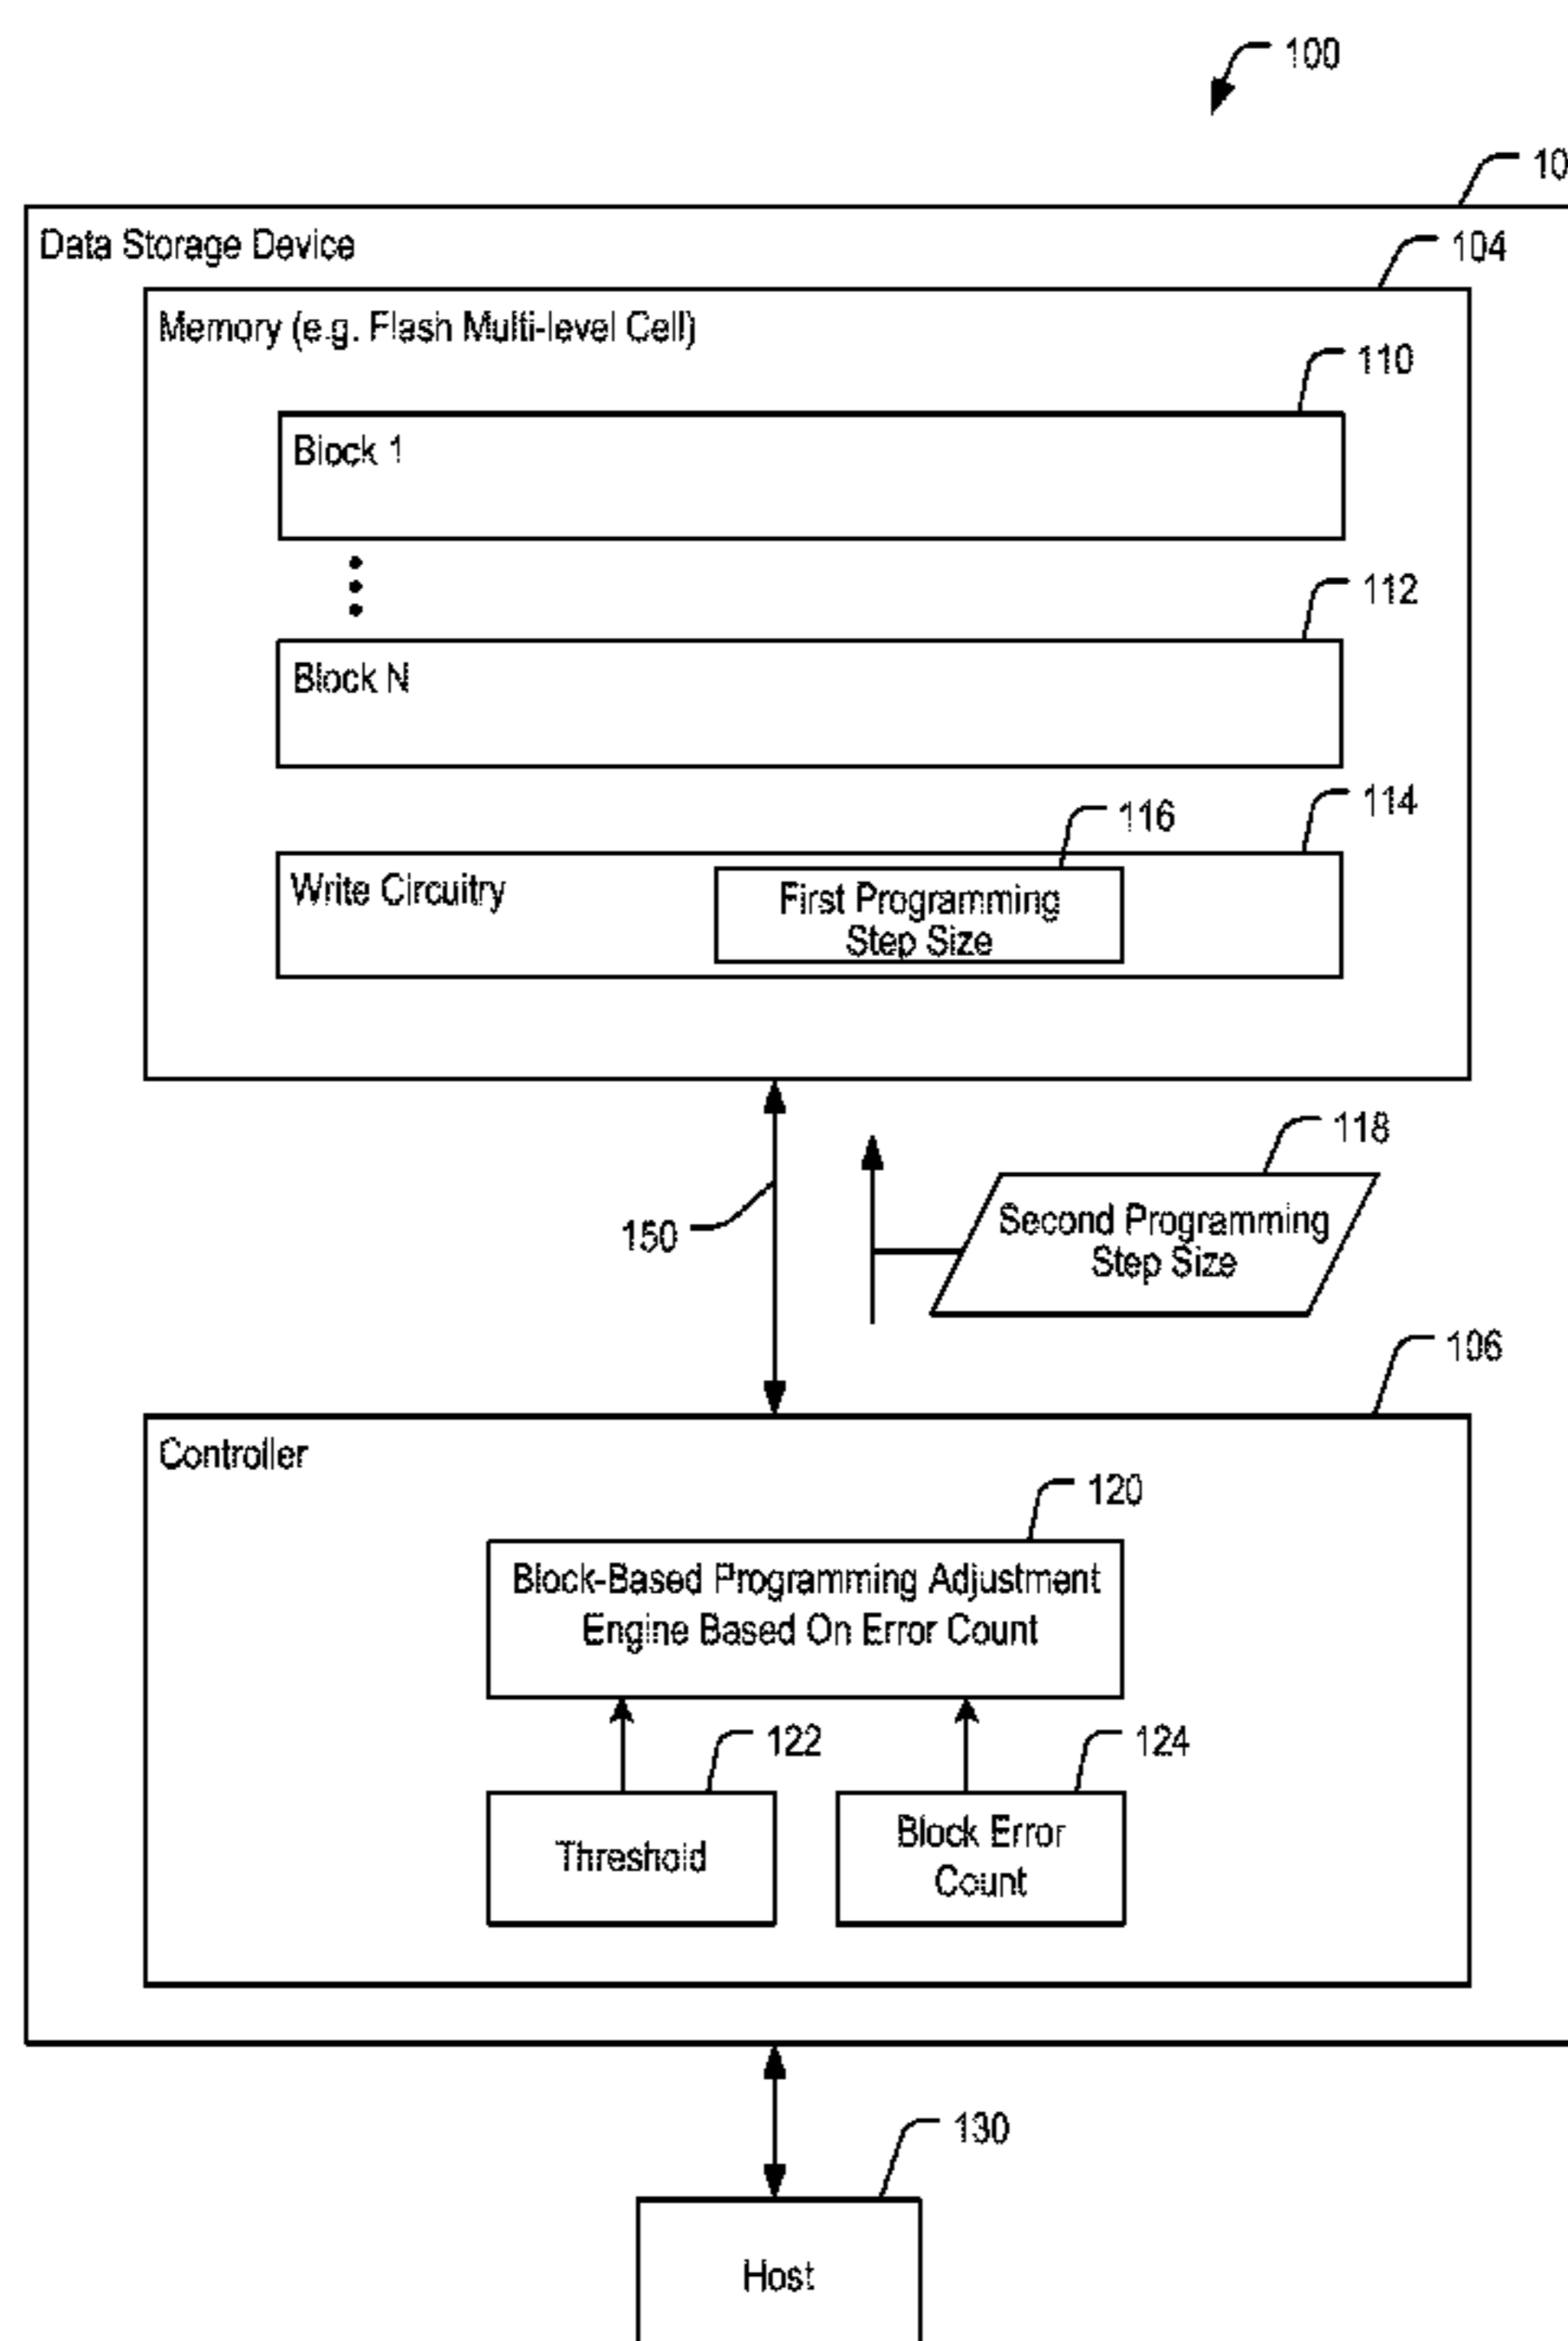 100
Data Storage Device
104
Memory (e.g. Flash Multi-level Cell)
110
Block 1
112
Block N
114
116
Write Circuitry
First Programming
Step Size
118
150
Second Programming
Step Size
106
Controller
120
Block-Based Programming Adjustment
Engine Based On Error Count
122
124
Threshold
Block Error
Count
130
Host